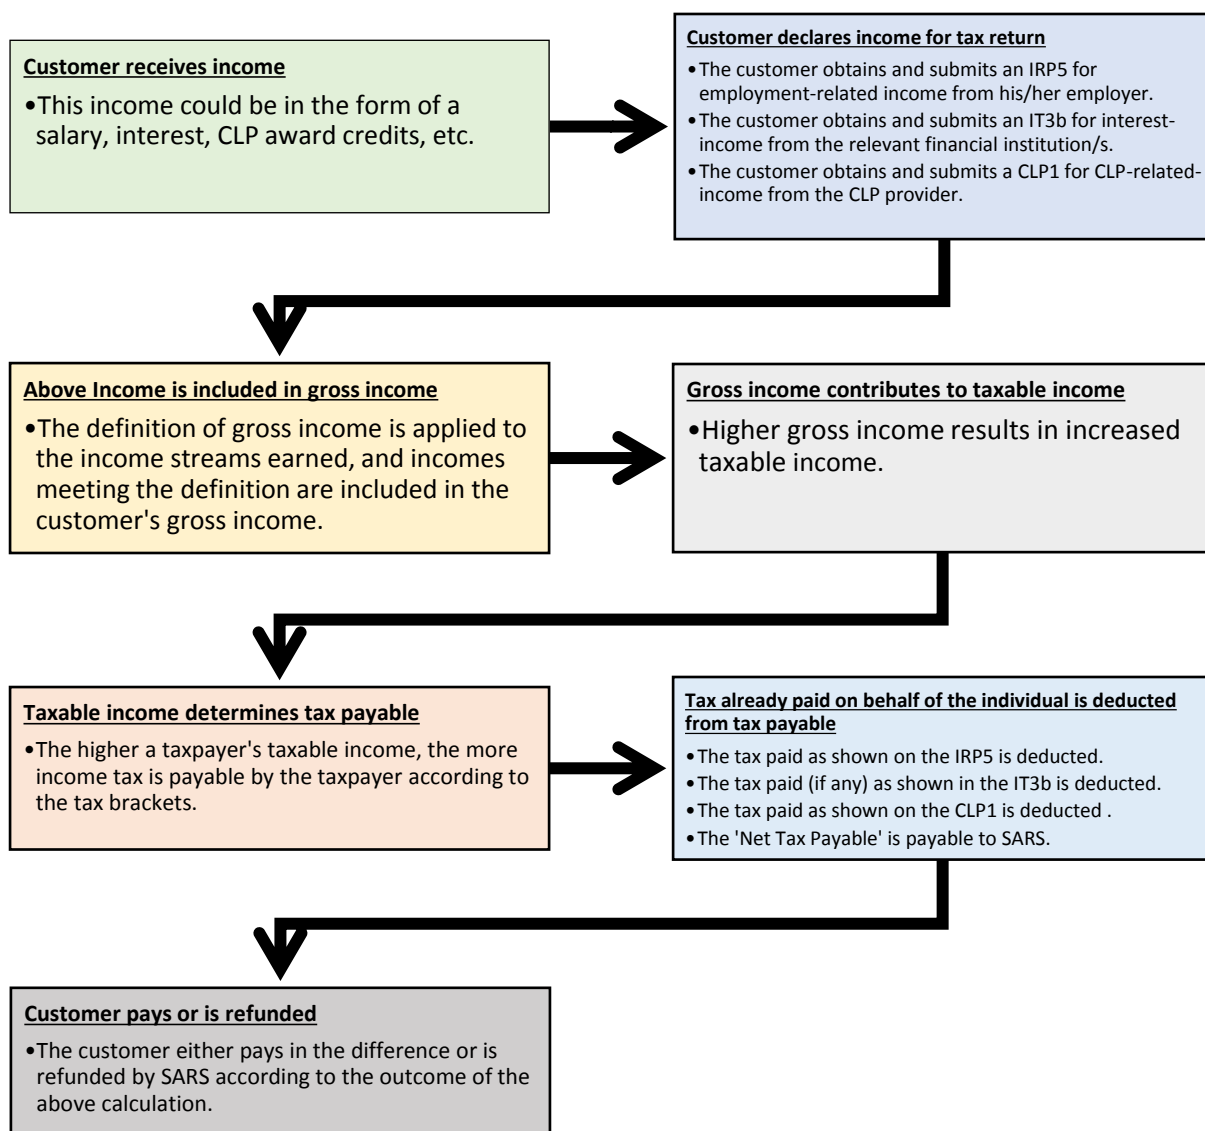 Customer receives income
•This income could be in the form of a
salary, interest, CLP award credits, etc.
Customer declares income for tax return
•The customer obtains and submits an IRP5 for
employment-related income from his/her employer.
•The customer obtains and submits an IT3b for interest-
income from the relevant financial institution/s.
•The customer obtains and submits a CLP1 for CLP-related-
income from the CLP provider.
Above Income is included in gross income
•The definition of gross income is applied to
the income streams earned, and incomes
meeting the definition are included in the
customer's gross income.
Gross income contributes to taxable income
•Higher gross income results in increased
taxable income.
Taxable income determines tax payable
•The higher a taxpayer's taxable income, the more
income tax is payable by the taxpayer according to
the tax brackets.
Tax already paid on behalf of the individual is deducted
from tax payable
•The tax paid as shown on the IRP5 is deducted.
•The tax paid (if any) as shown in the IT3b is deducted.
•The tax paid as shown on the CLP1 is deducted .
•The 'Net Tax Payable' is payable to SARS.
Customer pays or is refunded
•The customer either pays in the difference or is
refunded by SARS according to the outcome of the
above calculation.